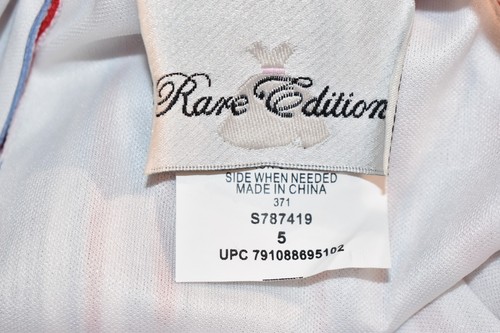 Rare Edition
SIDE WHEN NEEDED
MADE IN CHINA
371
S787419
5
UPC 791088695102